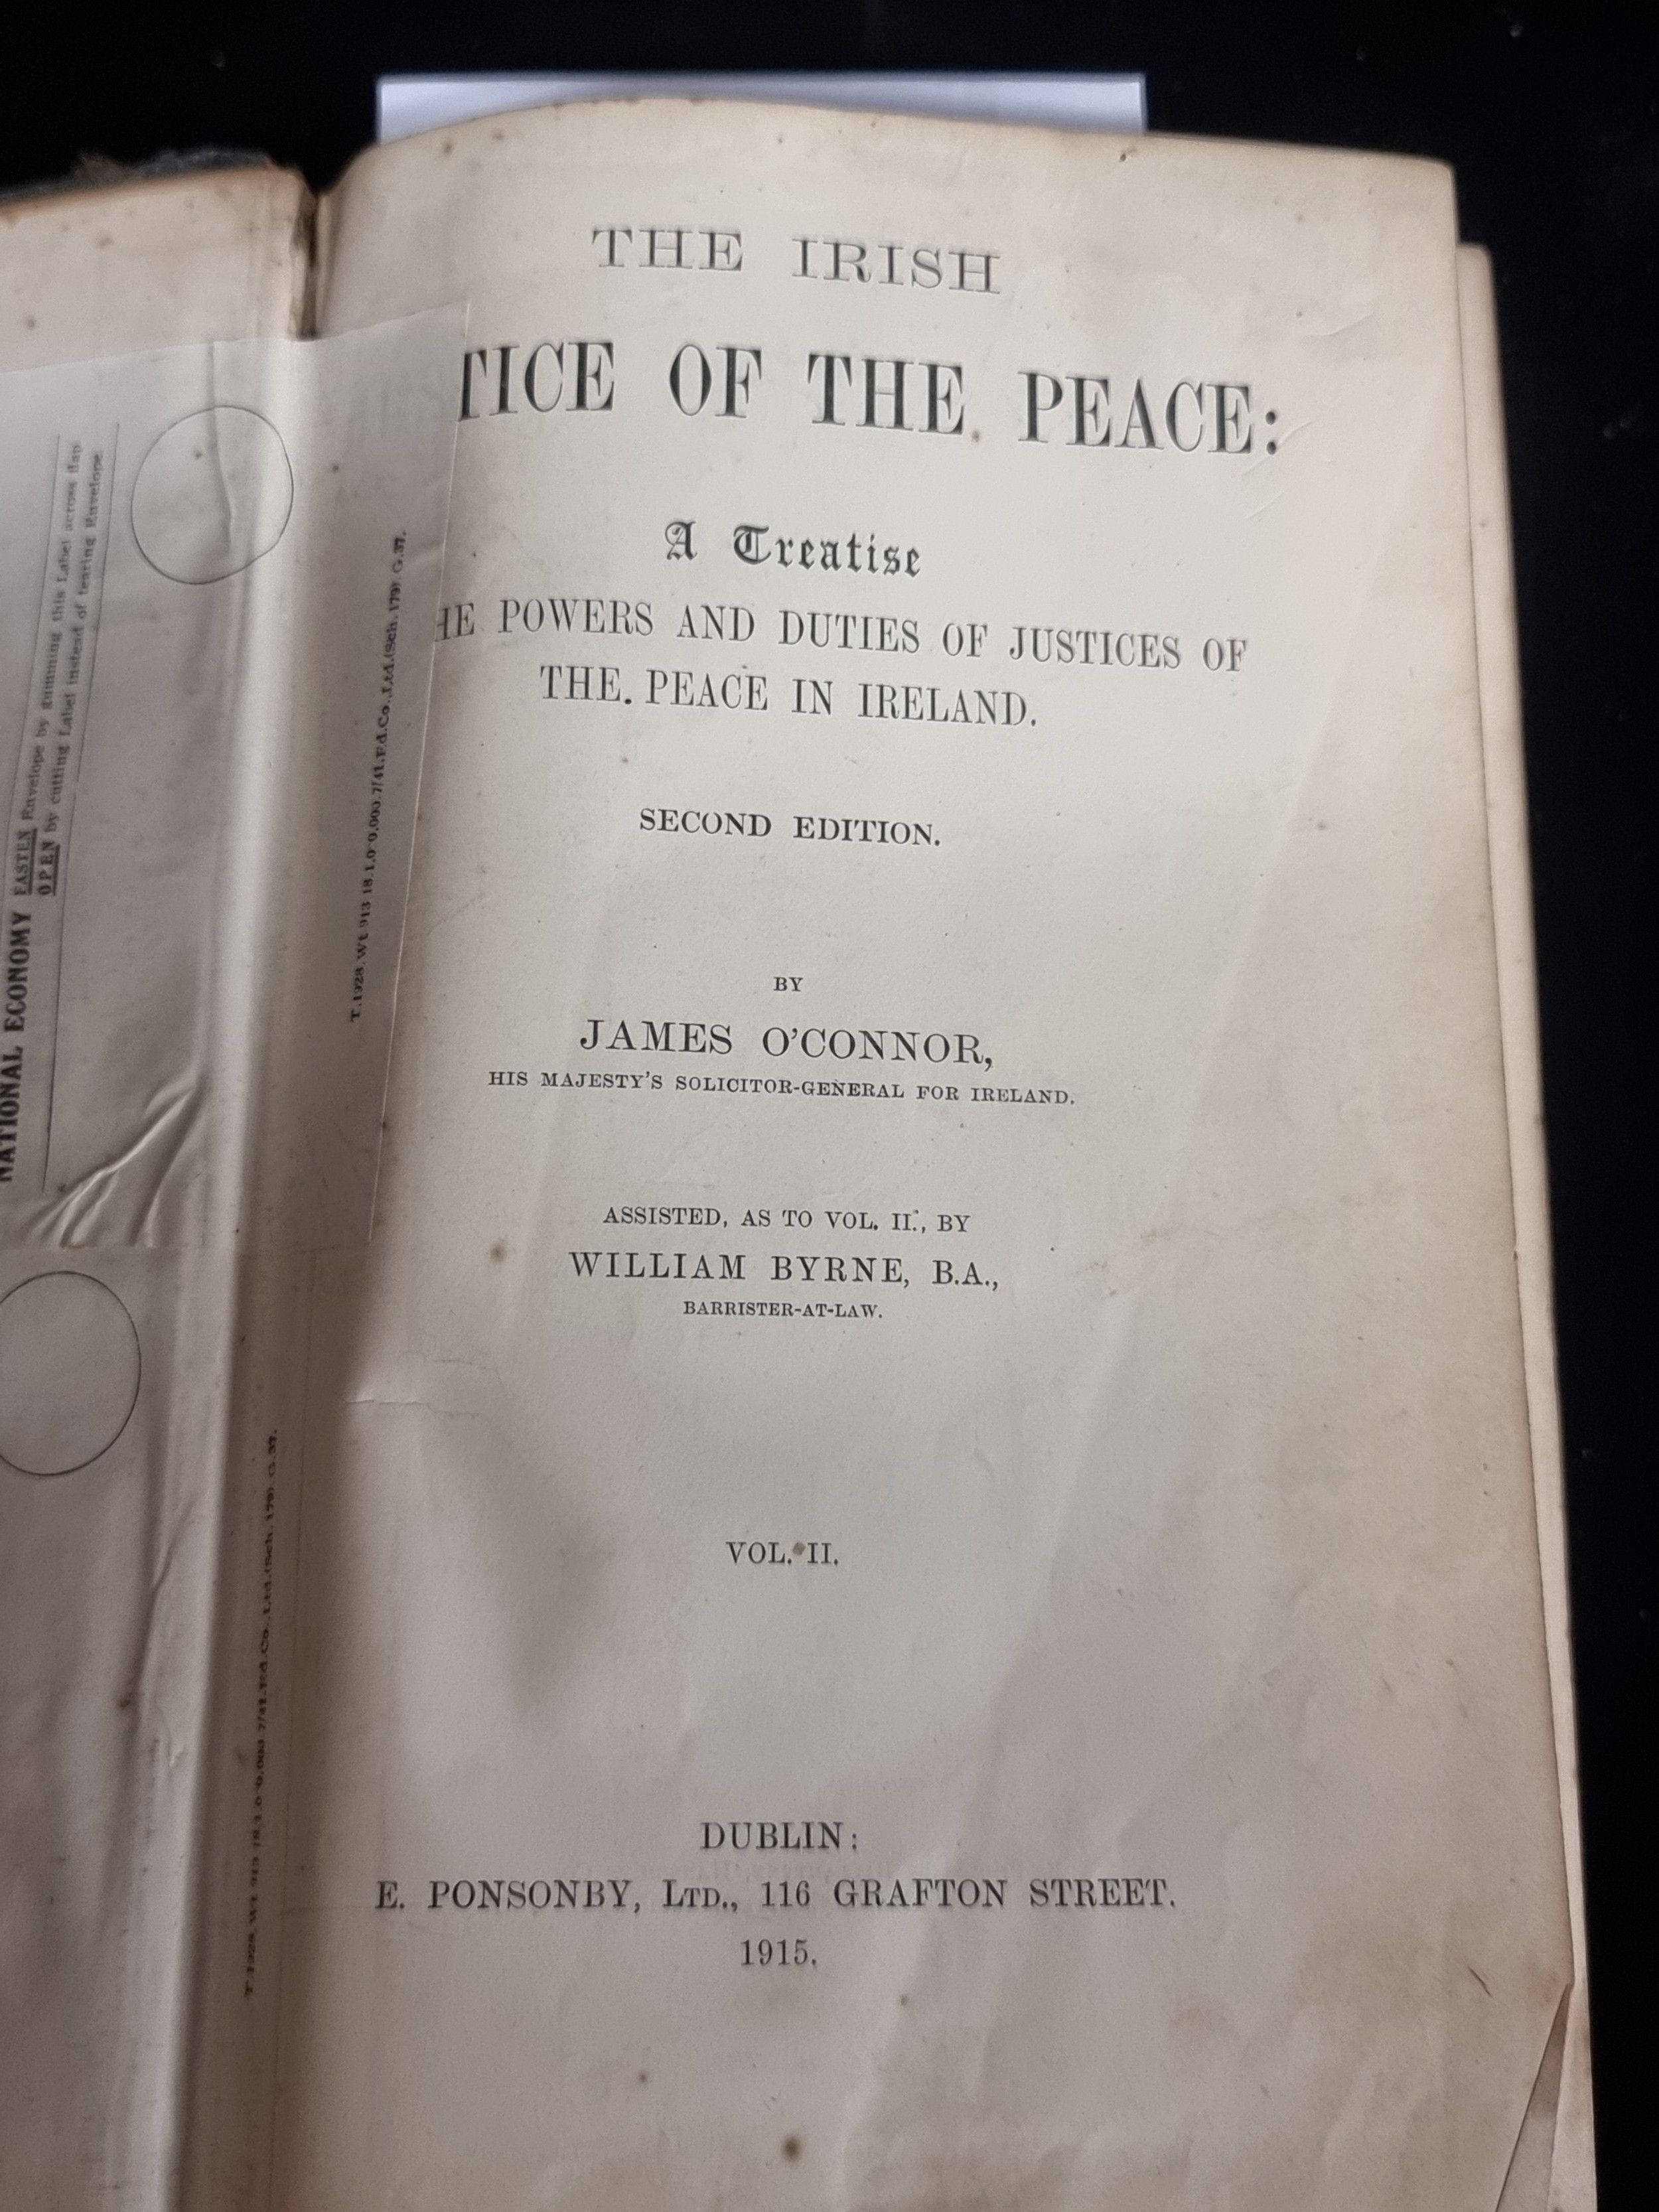 NATIONAL ECONOMY FASTEN Envelope by gumming this Label across flap
OPEN by cutting Label instead of tearing Envelope.
THE IRISH
TICE OF THE PEACE:
A Treatise
HE POWERS AND DUTIES OF JUSTICES OF
THE PEACE IN IRELAND.
SECOND EDITION.
BY
JAMES O'CONNOR,
HIS MAJESTY'S SOLICITOR-GENERAL FOR IRELAND.
ASSISTED, AS TO VOL. II., BY
WILLIAM BYRNE, B.A.,
BARRISTER-AT-LAW.
VOL. II.
DUBLIN:
E. PONSONBY, LTD., 116 GRAFTON STREET.
1915.